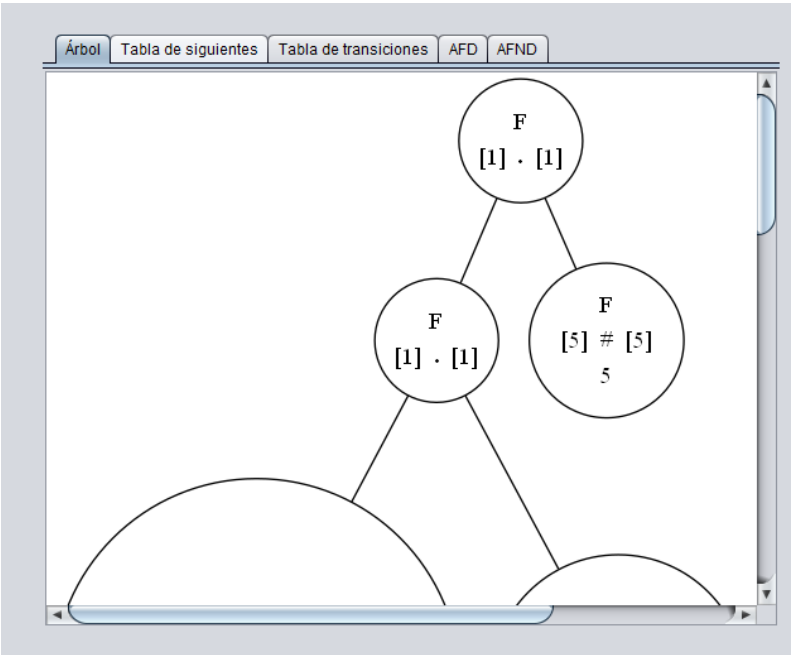 Árbol Tabla de siguientes Tabla de transiciones AFD AFND
F
[1] . [1]
F
[1] . [1]
F
[5] # [5]
5